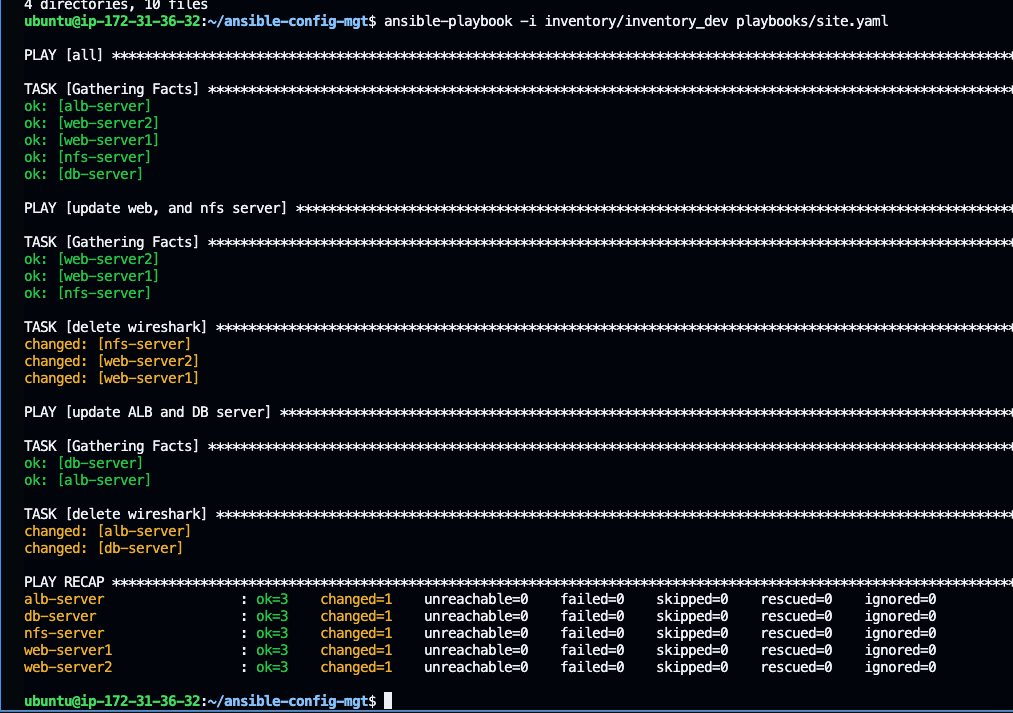 4 directories, 10 files
ubuntu@ip-172-31-36-32:~/ansible-config-mgt$ ansible-playbook -i inventory/inventory_dev playbooks/site.yaml
PLAY [all] ****************************************************************************************************************
TASK [Gathering Facts] ****************************************************************************************************
ok: [alb-server]
ok: [web-server2]
ok: [web-server1]
ok: [nfs-server]
ok: [db-server]
PLAY [update web, and nfs server] *****************************************************************************************
TASK [Gathering Facts] ****************************************************************************************************
ok: [web-server2]
ok: [web-server1]
ok: [nfs-server]
TASK [delete wireshark] ***************************************************************************************************
changed: [nfs-server]
changed: [web-server2]
changed: [web-server1]
PLAY [update ALB and DB server] *******************************************************************************************
TASK [Gathering Facts] ****************************************************************************************************
ok: [db-server]
ok: [alb-server]
TASK [delete wireshark] ***************************************************************************************************
changed: [alb-server]
changed: [db-server]
PLAY RECAP ****************************************************************************************************************
alb-server : ok=3 changed=1 unreachable=0 failed=0 skipped=0 rescued=0 ignored=0
db-server : ok=3 changed=1 unreachable=0 failed=0 skipped=0 rescued=0 ignored=0
nfs-server : ok=3 changed=1 unreachable=0 failed=0 skipped=0 rescued=0 ignored=0
web-server1 : ok=3 changed=1 unreachable=0 failed=0 skipped=0 rescued=0 ignored=0
web-server2 : ok=3 changed=1 unreachable=0 failed=0 skipped=0 rescued=0 ignored=0
ubuntu@ip-172-31-36-32:~/ansible-config-mgt$